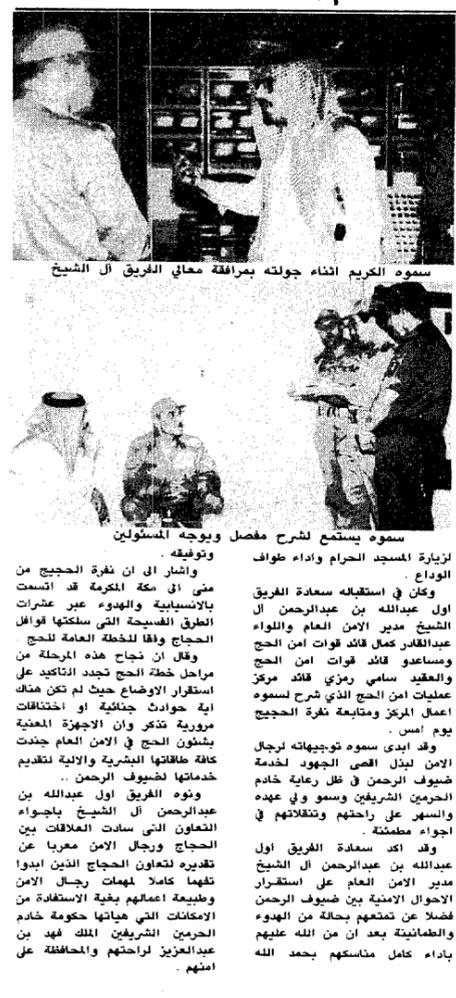 سموه الكريم اثناء جولته بمرافقة معالي الفريق آل الشيخ
سموه يستمع لشرح مفصل ويوجه المسئولين
لزيارة المسجد الحرام واداء طواف
الوداع .
وكان في استقباله سعادة الفريق
اول عبدالله بن عبدالرحمن آل
الشيخ مدير الامن العام واللواء
عبدالقادر كمال قائد قوات امن الحج
ومساعدو قائد قوات امن الحج
والعقيد سامي رمزي قائد مركز
عمليات امن الحج الذي شرح لسموه
اعمال المركز ومتابعة نفرة الحجيج
يوم امس .
وقد ابدى سموه توجيهاته لرجال
الامن لبذل اقصى الجهود لخدمة
ضيوف الرحمن في ظل رعاية خادم
الحرمين الشريفين وسمو ولي عهده
والسهر على راحتهم وتنقلاتهم في
اجواء مطمئنة .
وقد اكد سعادة الفريق اول
عبدالله بن عبدالرحمن آل الشيخ
مدير الامن العام على استقرار
الاحوال الامنية بين ضيوف الرحمن
فضلا عن تمتعهم بحالة من الهدوء
والطمانينة بعد ان من الله عليهم
بأداء كامل مناسكهم بحمد الله
وتوفيقه .
واشار الى ان نفرة الحجيج من
منى الى مكة المكرمة قد اتسمت
بالانسيابية والهدوء عبر عشرات
الطرق الفسيحة التى سلكتها قوافل
الحجاج وفقا للخطة العامة للحج .
وقال ان نجاح هذه المرحلة من
مراحل خطة الحج تجدد التاكيد على
استقرار الاوضاع حيث لم تكن هناك
اية حوادث جنائية او اختناقات
مرورية تذكر وان الاجهزة المعنية
بشئون الحج في الامن العام جندت
كافة طاقاتها البشرية والالية لتقديم
خدماتها لضيوف الرحمن ..
ونوه الفريق اول عبدالله بن
عبدالرحمن آل الشيخ باجواء
التعاون التى سادت العلاقات بين
الحجاج ورجال الامن معربا عن
تقديره لتعاون الحجاج الذين ابدوا
تفهما كاملا لمهمات رجال الامن
وطبيعة اعمالهم بغية الاستفادة من
الامكانات التي هياتها حكومة خادم
الحرمين الشريفين الملك فهد بن
عبدالعزيز لراحتهم والمحافظة على
امنهم .